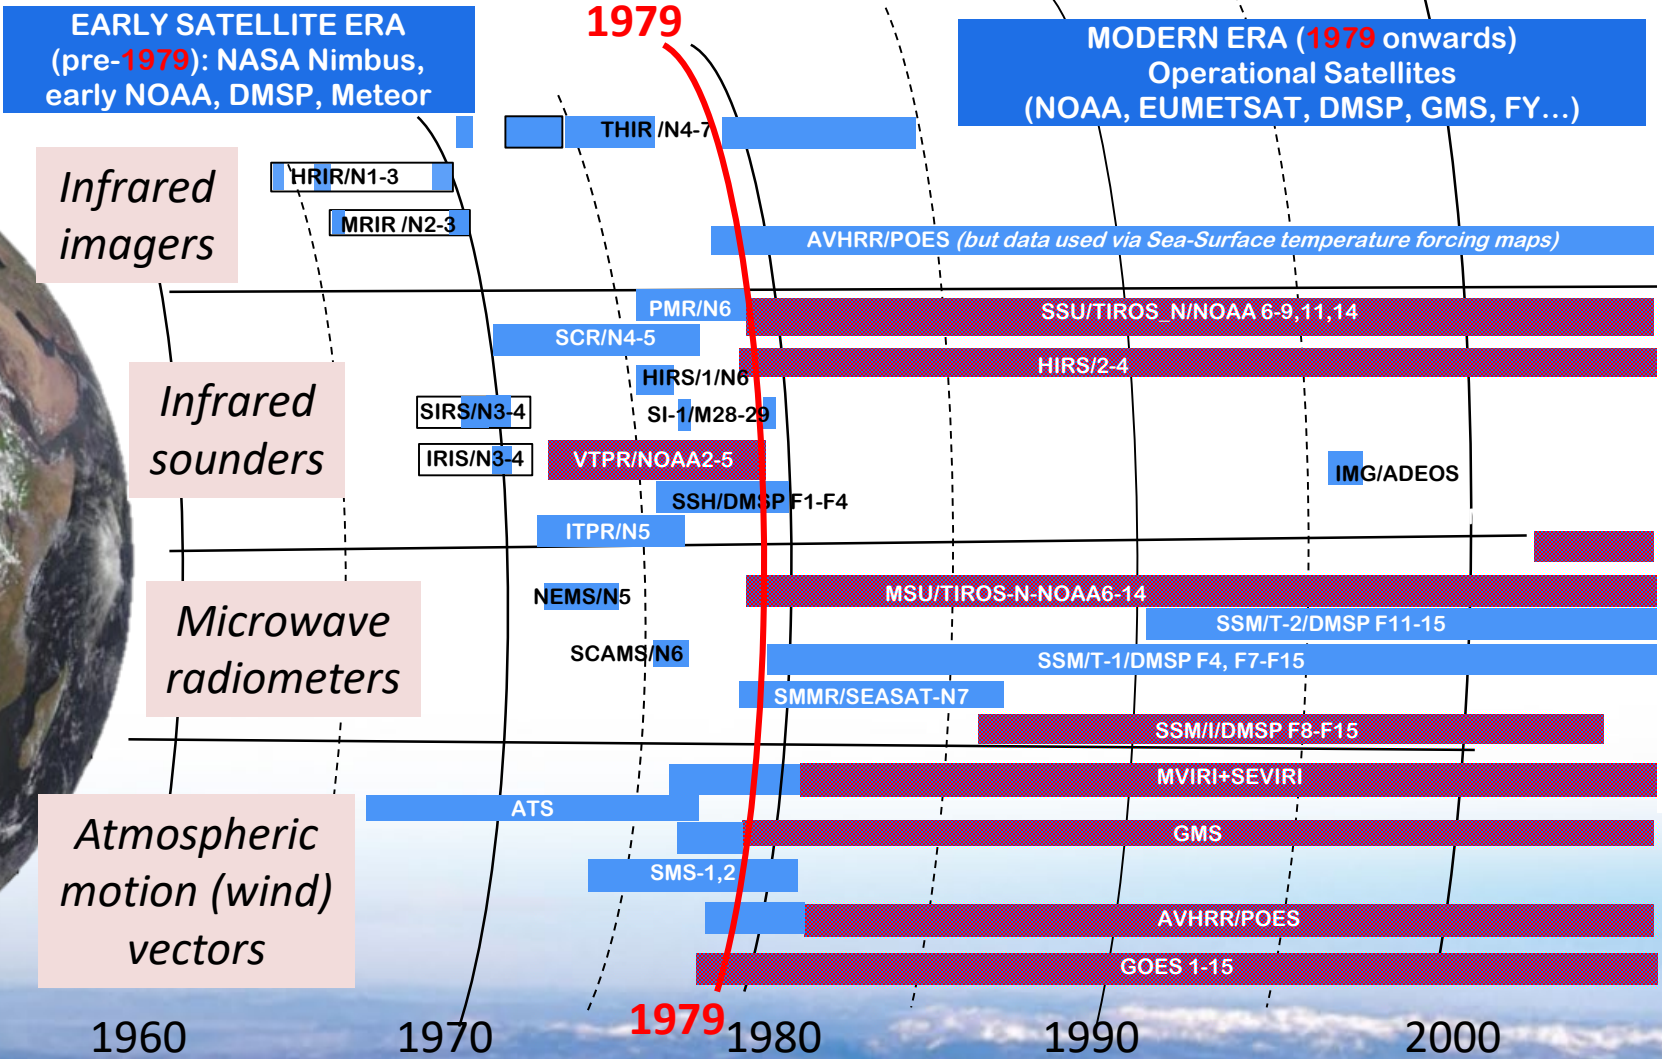 1979
EARLY SATELLITE ERA
(pre-1979): NASA Nimbus,
early NOAA, DMSP, Meteor
MODERN ERA (1979 onwards)
Operational Satellites
(NOAA, EUMETSAT, DMSP, GMS, FY...)
Infrared
imagers
THIR /N4-7
HRIR/N1-3
MRIR /N2-3
AVHRR/POES (but data used via Sea-Surface temperature forcing maps)
Infrared
sounders
PMR/N6
SSU/TIROS_N/NOAA 6-9,11,14
SCR/N4-5
HIRS/2-4
HIRS/1/N6
SIRS/N3-4
SI-1/M28-29
IRIS/N3-4
VTPR/NOAA2-5
IMG/ADEOS
SSH/DMSP F1-F4
ITPR/N5
Microwave
radiometers
NEMS/N5
MSU/TIROS-N-NOAA6-14
SSM/T-2/DMSP F11-15
SCAMS/N6
SSM/T-1/DMSP F4, F7-F15
SMMR/SEASAT-N7
SSM/I/DMSP F8-F15
Atmospheric
motion (wind)
vectors
MVIRI+SEVIRI
ATS
GMS
SMS-1,2
AVHRR/POES
GOES 1-15
1960
1970
1979
1980
1990
2000